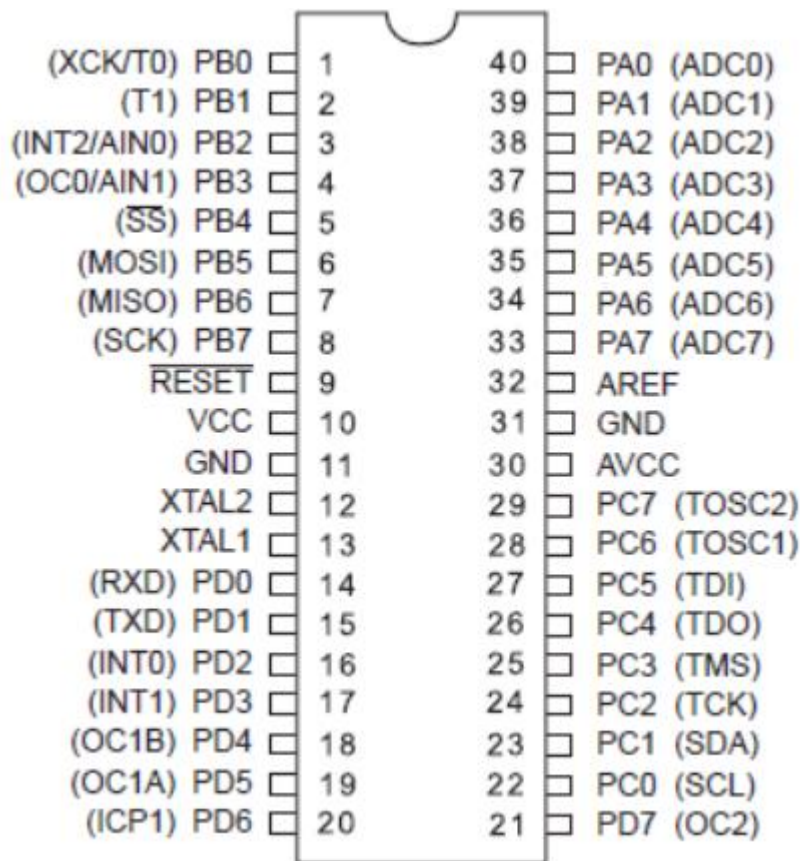 (XCK/T0) PB0 1 40 PA0 (ADC0)
(T1) PB1 2 39 PA1 (ADC1)
(INT2/AIN0) PB2 3 38 PA2 (ADC2)
(OC0/AIN1) PB3 4 37 PA3 (ADC3)
(S̅S̅) PB4 5 36 PA4 (ADC4)
(MOSI) PB5 6 35 PA5 (ADC5)
(MISO) PB6 7 34 PA6 (ADC6)
(SCK) PB7 8 33 PA7 (ADC7)
R̅E̅S̅E̅T̅ 9 32 AREF
VCC 10 31 GND
GND 11 30 AVCC
XTAL2 12 29 PC7 (TOSC2)
XTAL1 13 28 PC6 (TOSC1)
(RXD) PD0 14 27 PC5 (TDI)
(TXD) PD1 15 26 PC4 (TDO)
(INT0) PD2 16 25 PC3 (TMS)
(INT1) PD3 17 24 PC2 (TCK)
(OC1B) PD4 18 23 PC1 (SDA)
(OC1A) PD5 19 22 PC0 (SCL)
(ICP1) PD6 20 21 PD7 (OC2)